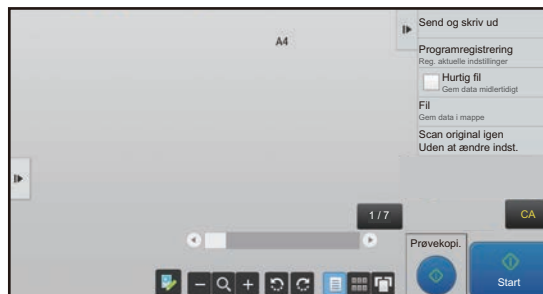 A4
Send og skriv ud
Programregistrering
Reg. aktuelle indstillinger
Hurtig fil
Gem data midlertidigt
Fil
Gem data i mappe
Scan original igen
Uden at ændre indst.
1 / 7
CA
Prøvekopi.
Start